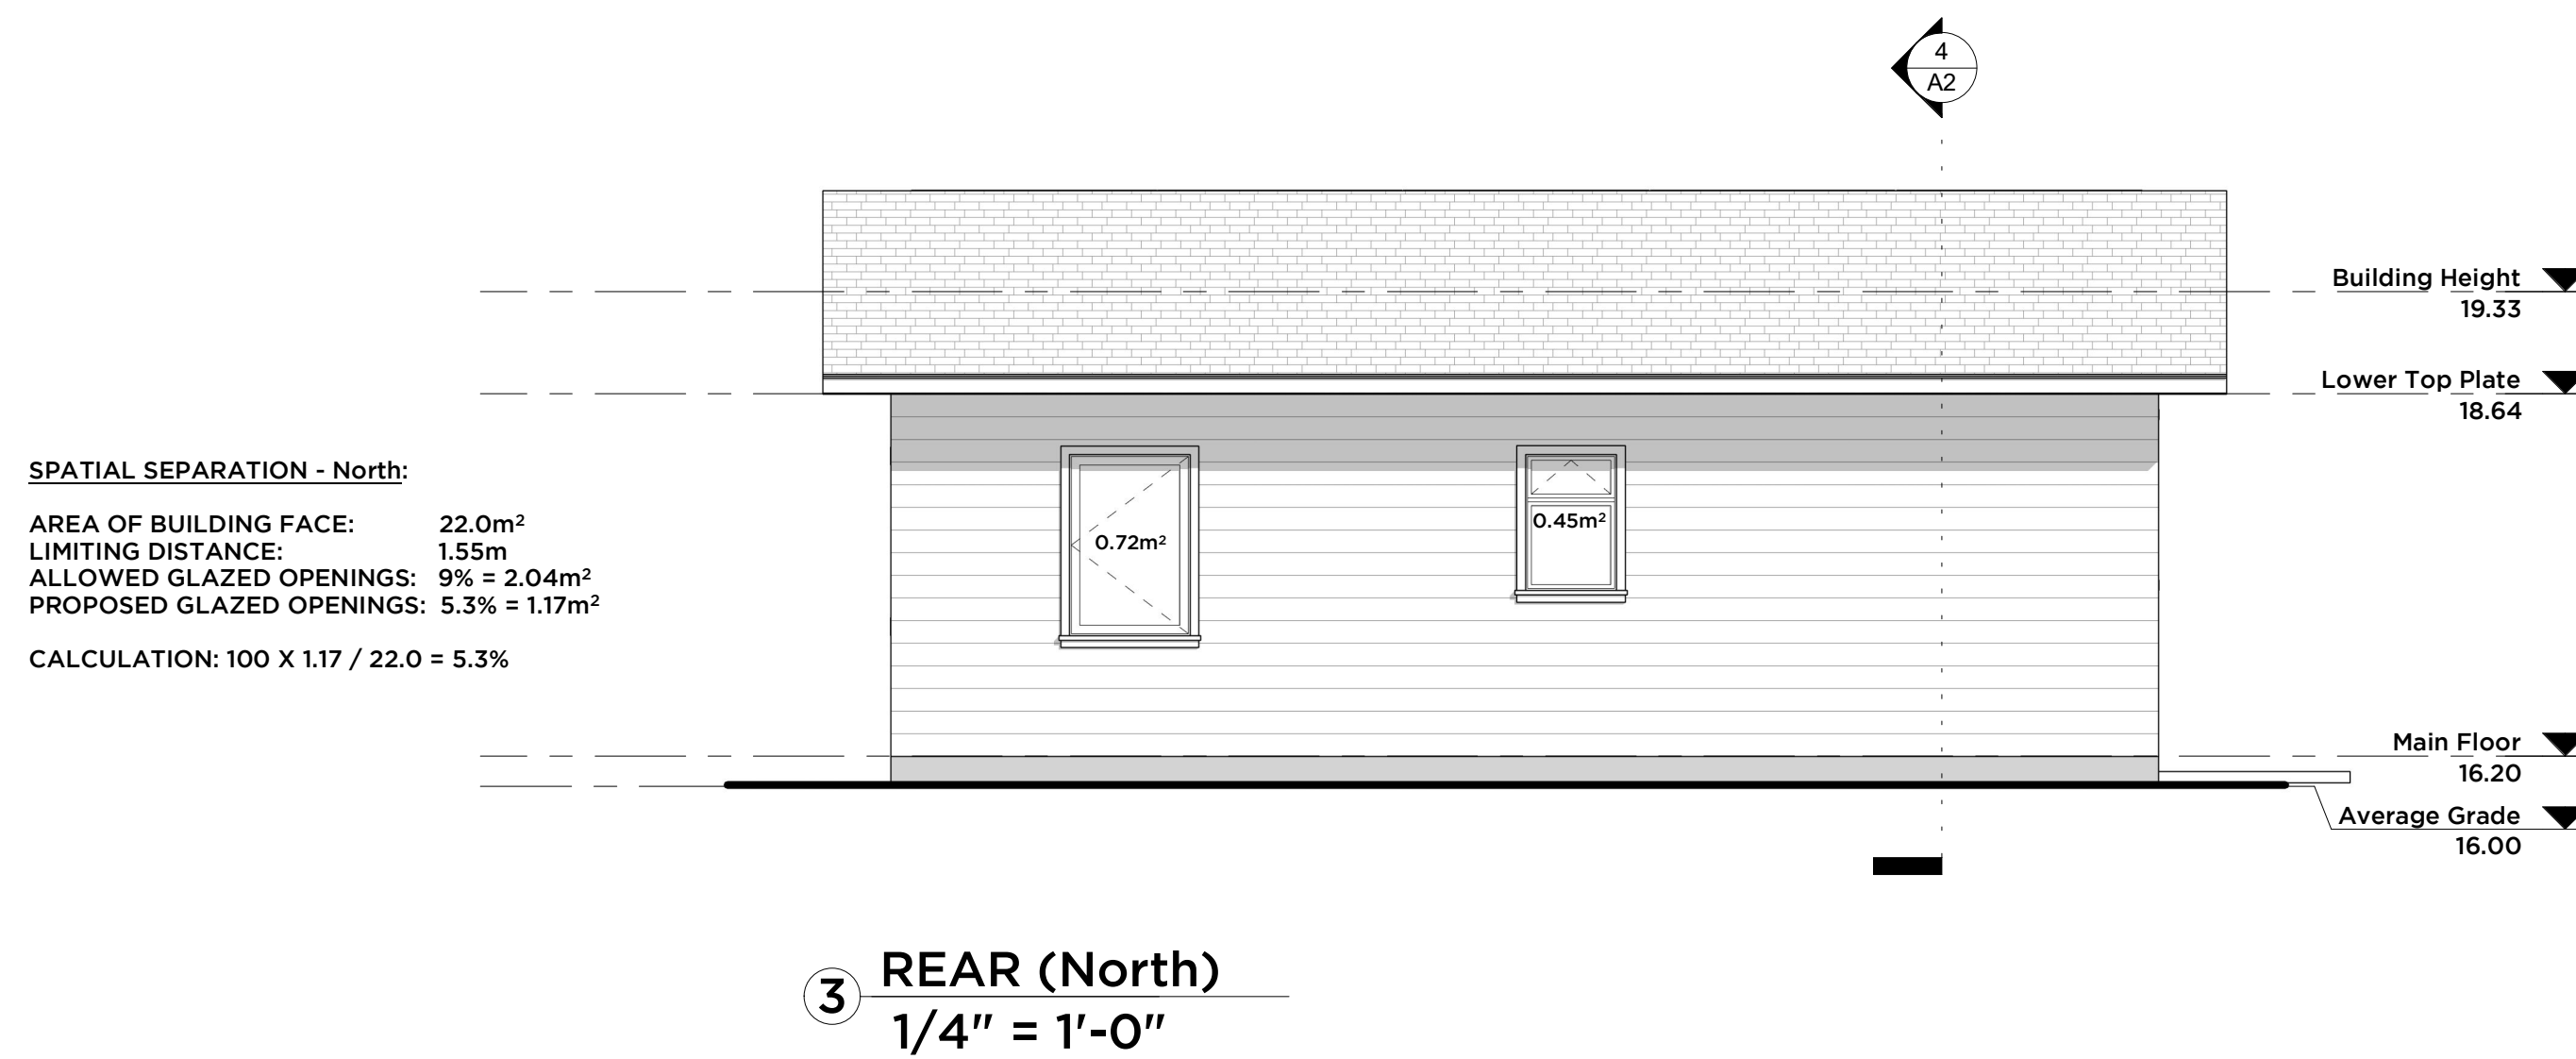 4
A2
Building Height
19.33
Lower Top Plate
18.64
SPATIAL SEPARATION - North:
AREA OF BUILDING FACE: 22.0m²
LIMITING DISTANCE: 1.55m
ALLOWED GLAZED OPENINGS: 9% = 2.04m²
PROPOSED GLAZED OPENINGS: 5.3% = 1.17m²
CALCULATION: 100 X 1.17 / 22.0 = 5.3%
0.72m²
0.45m²
Main Floor
16.20
Average Grade
16.00
3 REAR (North)
1/4" = 1'-0"